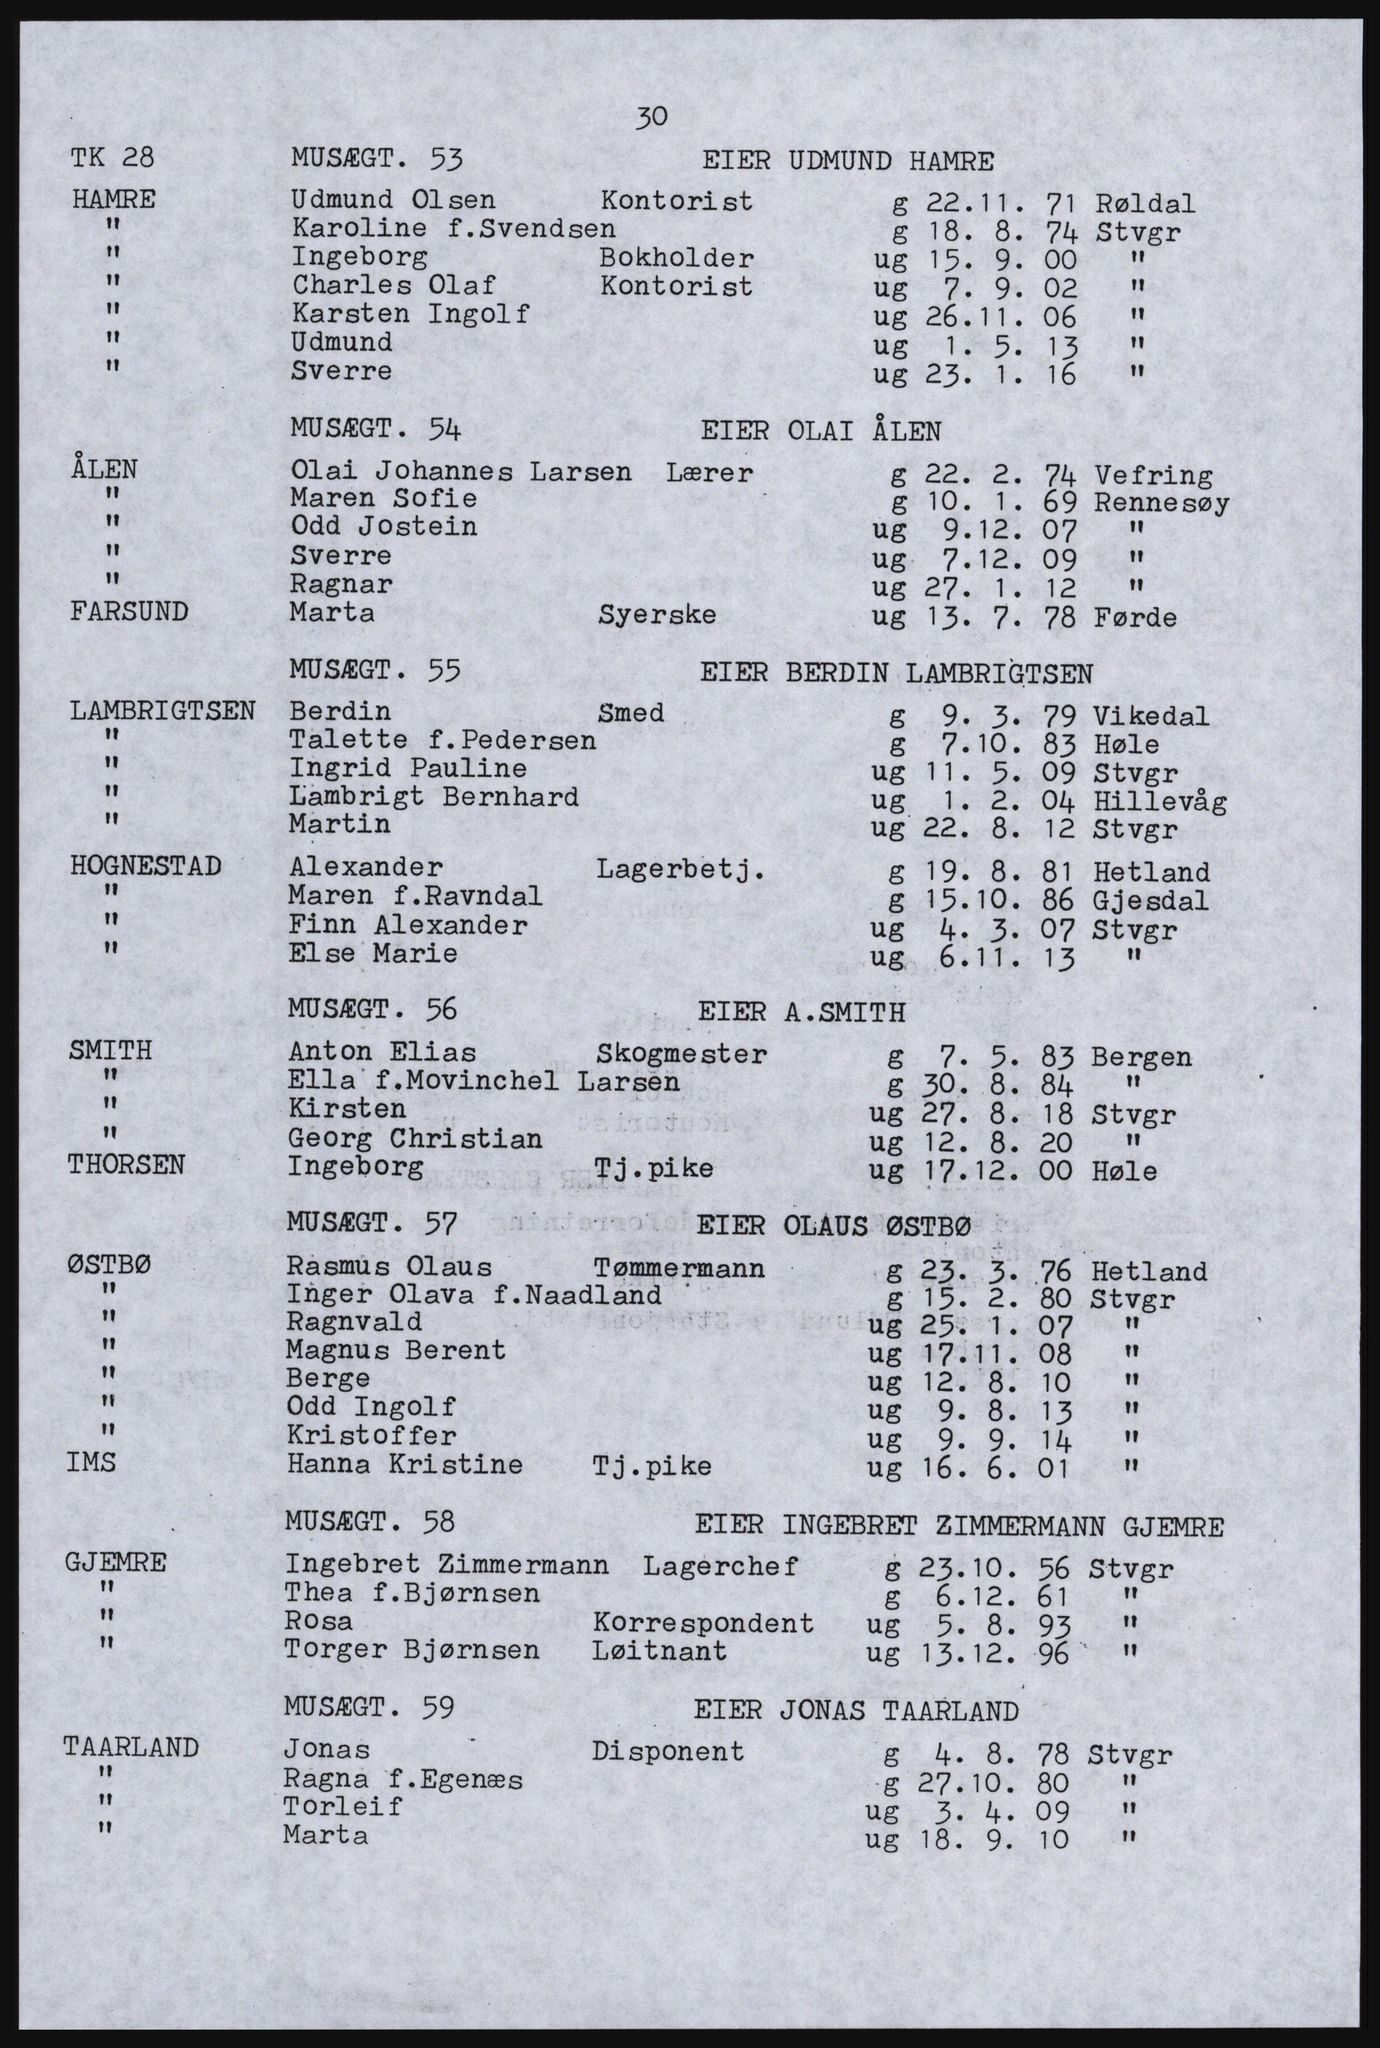 30
TK 28 MUSÆGT. 53 EIER UDMUND HAMRE
HAMRE Udmund Olsen Kontorist g 22.11. 71 Røldal
" Karoline f.Svendsen g 18. 8. 74 Stvgr
" Ingeborg Bokholder ug 15. 9. 00 "
" Charles Olaf Kontorist ug 7. 9. 02 "
" Karsten Ingolf ug 26.11. 06 "
" Udmund ug 1. 5. 13 "
" Sverre ug 23. 1. 16 "
MUSÆGT. 54 EIER OLAI ÅLEN
ÅLEN Olai Johannes Larsen Lærer g 22. 2. 74 Vefring
" Maren Sofie g 10. 1. 69 Rennesøy
" Odd Jostein ug 9.12. 07 "
" Sverre ug 7.12. 09 "
" Ragnar ug 27. 1. 12 "
FARSUND Marta Syerske ug 13. 7. 78 Førde
MUSÆGT. 55 EIER BERDIN LAMBRIGTSEN
LAMBRIGTSEN Berdin Smed g 9. 3. 79 Vikedal
" Talette f.Pedersen g 7.10. 83 Høle
" Ingrid Pauline ug 11. 5. 09 Stvgr
" Lambrigt Bernhard ug 1. 2. 04 Hillevåg
" Martin ug 22. 8. 12 Stvgr
HOGNESTAD Alexander Lagerbetj. g 19. 8. 81 Hetland
" Maren f.Ravndal g 15.10. 86 Gjesdal
" Finn Alexander ug 4. 3. 07 Stvgr
" Else Marie ug 6.11. 13 "
MUSÆGT. 56 EIER A.SMITH
SMITH Anton Elias Skogmester g 7. 5. 83 Bergen
" Ella f.Movinchel Larsen g 30. 8. 84 "
" Kirsten ug 27. 8. 18 Stvgr
" Georg Christian ug 12. 8. 20 "
THORSEN Ingeborg Tj.pike ug 17.12. 00 Høle
MUSÆGT. 57 EIER OLAUS ØSTBØ
ØSTBØ Rasmus Olaus Tømmermann g 23. 3. 76 Hetland
" Inger Olava f.Naadland g 15. 2. 80 Stvgr
" Ragnvald ug 25. 1. 07 "
" Magnus Berent ug 17.11. 08 "
" Berge ug 12. 8. 10 "
" Odd Ingolf ug 9. 8. 13 "
" Kristoffer ug 9. 9. 14 "
IMS Hanna Kristine Tj.pike ug 16. 6. 01 "
MUSÆGT. 58 EIER INGEBRET ZIMMERMANN GJEMRE
GJEMRE Ingebret Zimmermann Lagerchef g 23.10. 56 Stvgr
" Thea f.Bjørnsen g 6.12. 61 "
" Rosa Korrespondent ug 5. 8. 93 "
" Torger Bjørnsen Løitnant ug 13.12. 96 "
MUSÆGT. 59 EIER JONAS TAARLAND
TAARLAND Jonas Disponent g 4. 8. 78 Stvgr
" Ragna f.Egenæs g 27.10. 80 "
" Torleif ug 3. 4. 09 "
" Marta ug 18. 9. 10 "